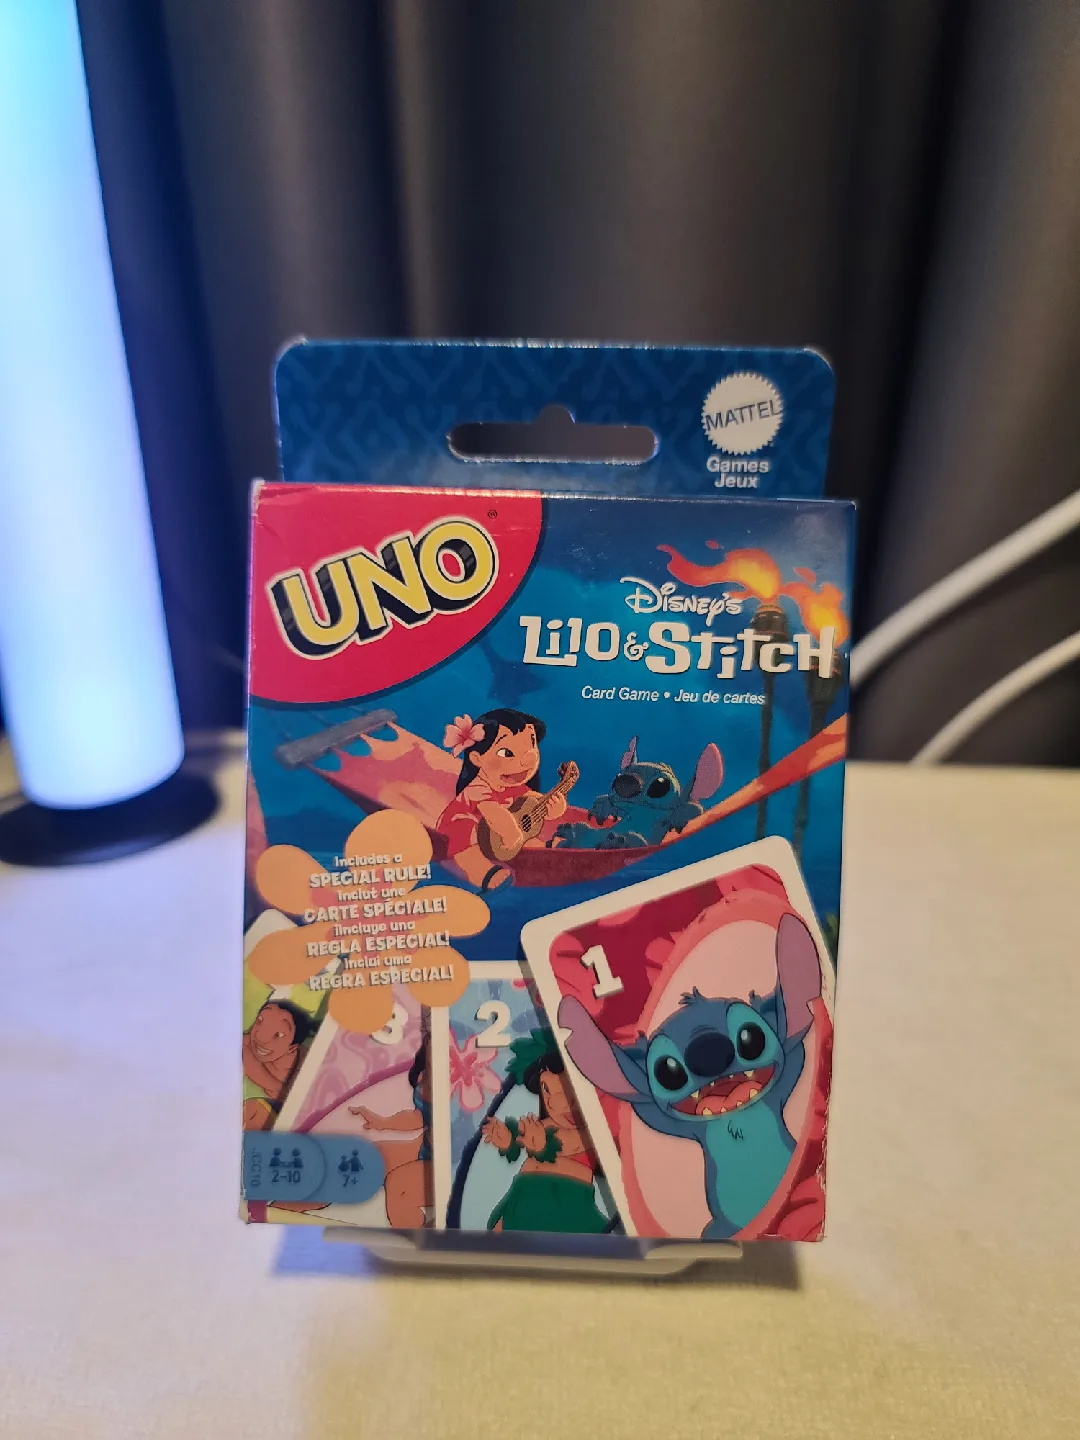 MATTEL
Games
Jeux
UNO®
Disney's
Lilo & Stitch
Card Game • Jeu de cartes
Includes a
SPECIAL RULE!
Inclut une
CARTE SPÉCIALE!
¡Incluye una
REGLA ESPECIAL!
Inclui uma
REGRA ESPECIAL!
1
2
3
2-10
7+